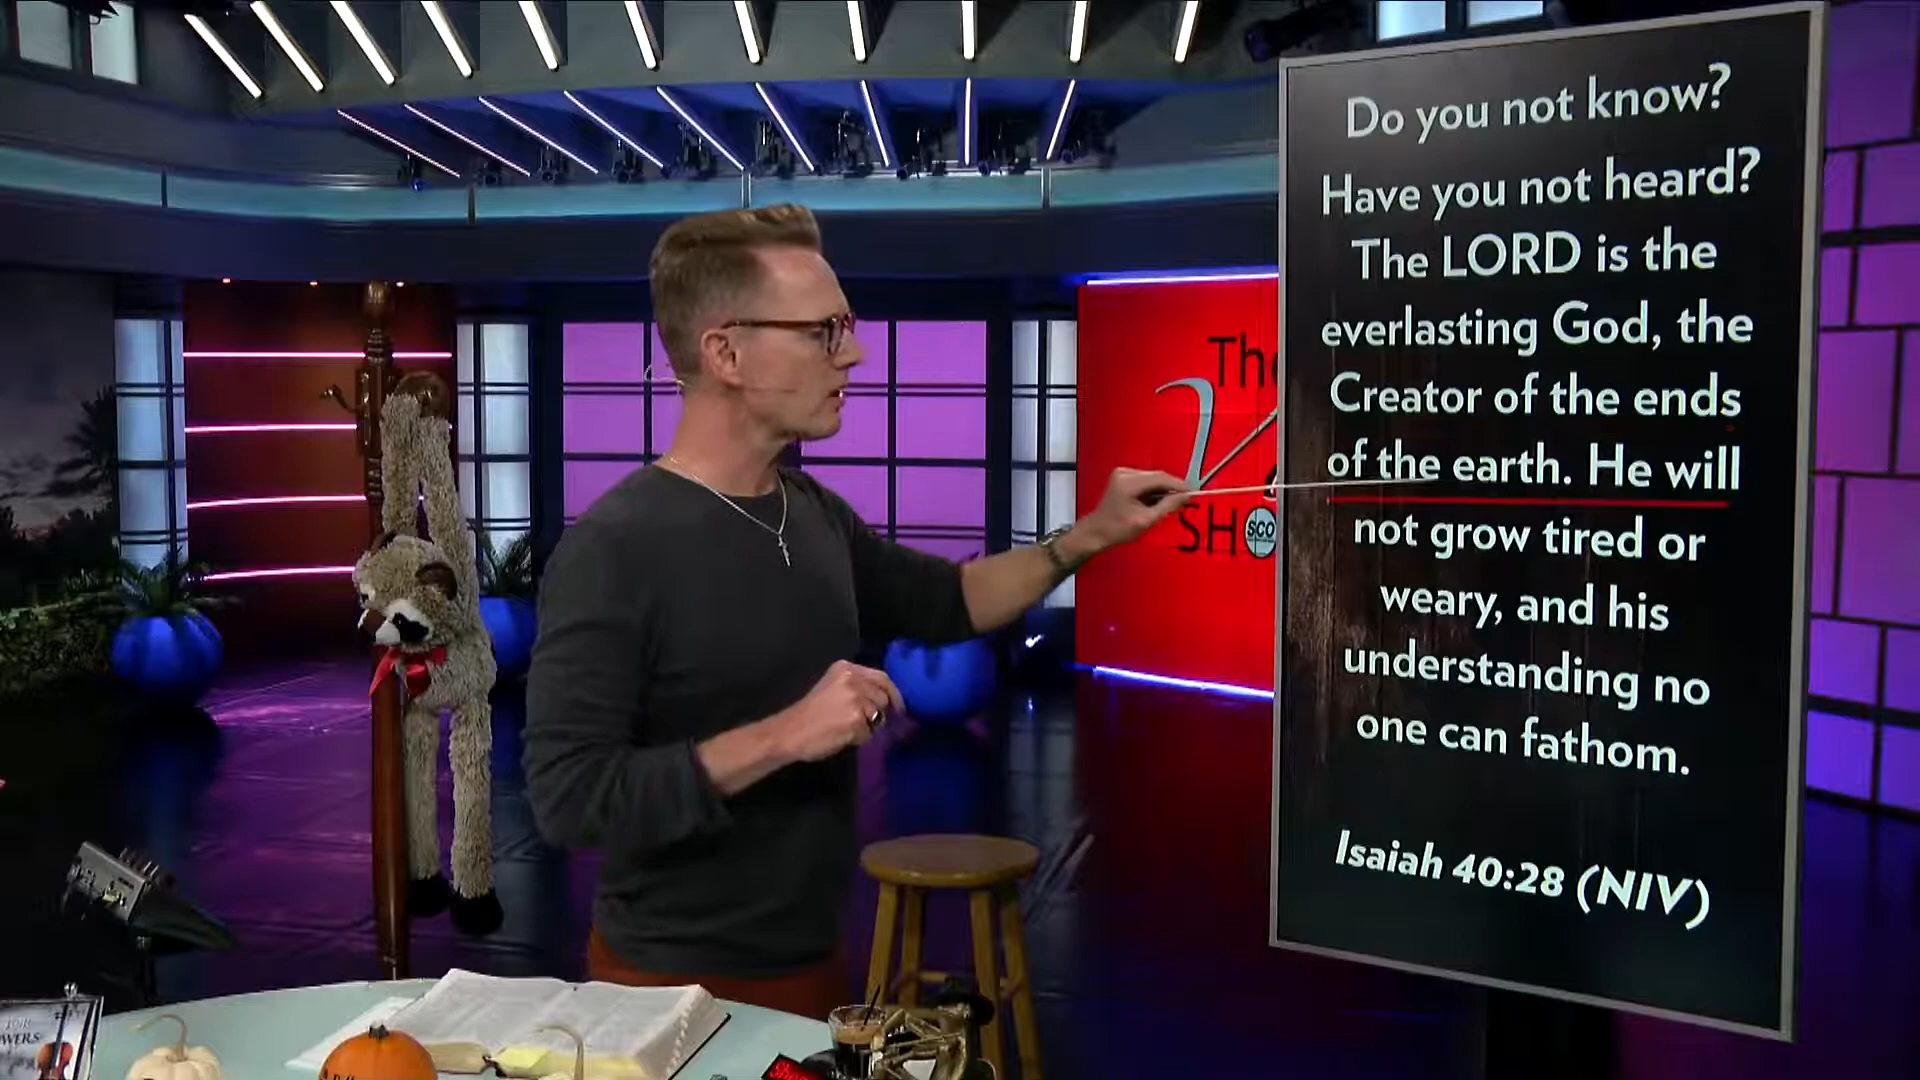 Do you not know?
Have you not heard?
The LORD is the
everlasting God, the
Creator of the ends
of the earth. He will
not grow tired or
weary, and his
understanding no
one can fathom.
Isaiah 40:28 (NIV)
The
SCO